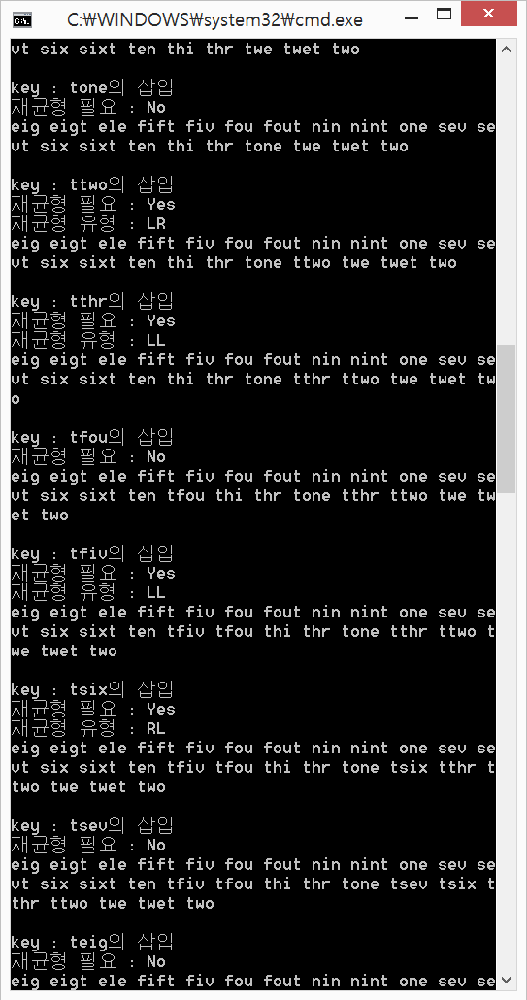 C:\WINDOWS\system32\cmd.exe
vt six sixt ten thi thr twe twet two
key : tone의 삽입
재균형 필요 : No
eig eigt ele fift fiv fou fout nin nint one sev se
vt six sixt ten thi thr tone twe twet two
key : ttwo의 삽입
재균형 필요 : Yes
재균형 유형 : LR
eig eigt ele fift fiv fou fout nin nint one sev se
vt six sixt ten thi thr tone ttwo twe twet two
key : tthr의 삽입
재균형 필요 : Yes
재균형 유형 : LL
eig eigt ele fift fiv fou fout nin nint one sev se
vt six sixt ten thi thr tone tthr ttwo twe twet tw
o
key : tfou의 삽입
재균형 필요 : No
eig eigt ele fift fiv fou fout nin nint one sev se
vt six sixt ten tfou thi thr tone tthr ttwo twe tw
et two
key : tfiv의 삽입
재균형 필요 : Yes
재균형 유형 : LL
eig eigt ele fift fiv fou fout nin nint one sev se
vt six sixt ten tfiv tfou thi thr tone tthr ttwo t
we twet two
key : tsix의 삽입
재균형 필요 : Yes
재균형 유형 : RL
eig eigt ele fift fiv fou fout nin nint one sev se
vt six sixt ten tfiv tfou thi thr tone tsix tthr t
two twe twet two
key : tsev의 삽입
재균형 필요 : No
eig eigt ele fift fiv fou fout nin nint one sev se
vt six sixt ten tfiv tfou thi thr tone tsev tsix t
thr ttwo twe twet two
key : teig의 삽입
재균형 필요 : No
eig eigt ele fift fiv fou fout nin nint one sev se